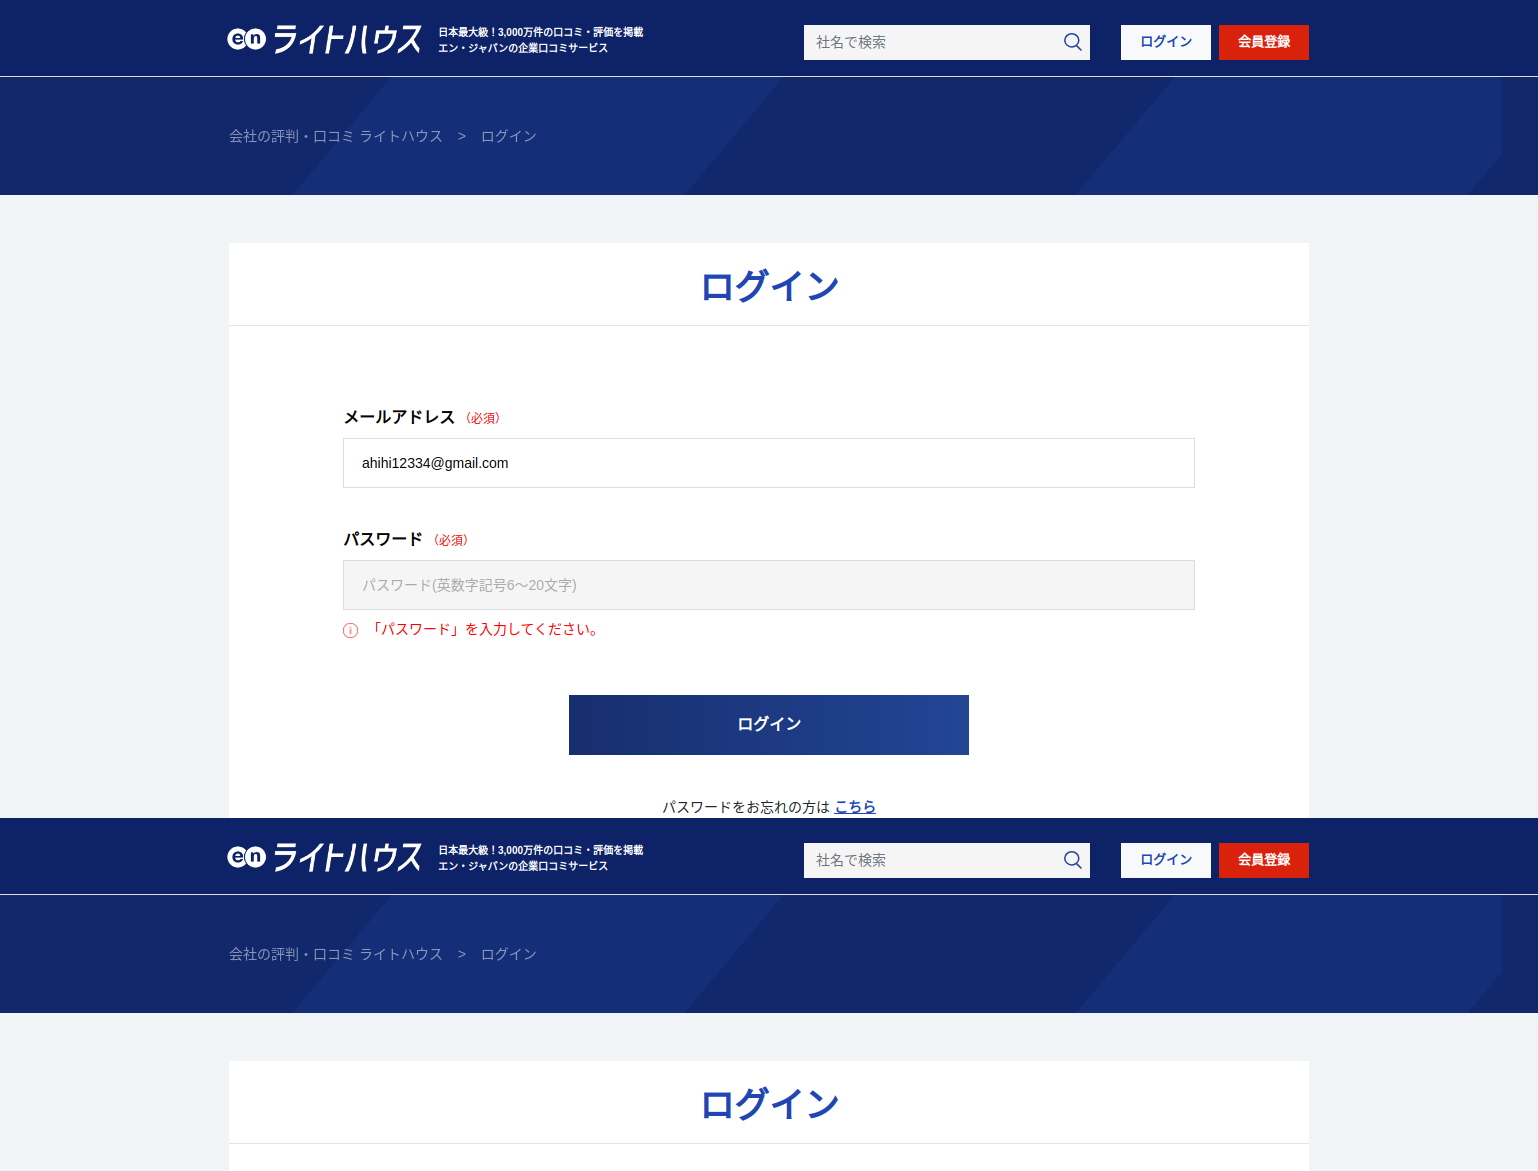 en ライトハウス
日本最大級！3,000万件の口コミ・評価を掲載
エン・ジャパンの企業口コミサービス
社名で検索
ログイン
会員登録
会社の評判・口コミ ライトハウス > ログイン
ログイン
メールアドレス （必須）
ahihi12334@gmail.com
パスワード （必須）
パスワード(英数字記号6～20文字)
「パスワード」を入力してください。
ログイン
パスワードをお忘れの方は こちら
en ライトハウス
日本最大級！3,000万件の口コミ・評価を掲載
エン・ジャパンの企業口コミサービス
社名で検索
ログイン
会員登録
会社の評判・口コミ ライトハウス > ログイン
ログイン